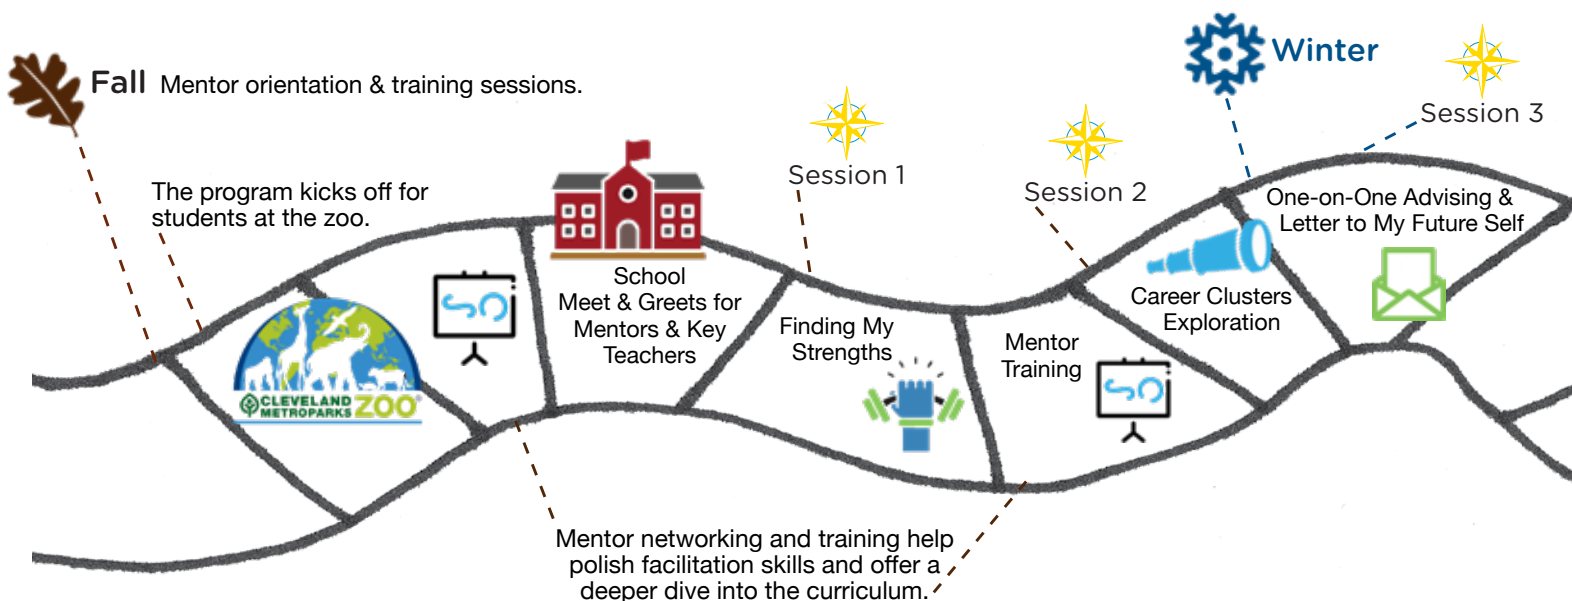 Fall Mentor orientation & training sessions.
The program kicks off for
students at the zoo.
CLEVELAND
METROPARKS
ZOO
School
Meet & Greets for
Mentors & Key
Teachers
Session 1
Finding My
Strengths
Mentor networking and training help
polish facilitation skills and offer a
deeper dive into the curriculum.
Mentor
Training
Session 2
Career Clusters
Exploration
Winter
Session 3
One-on-One Advising &
Letter to My Future Self